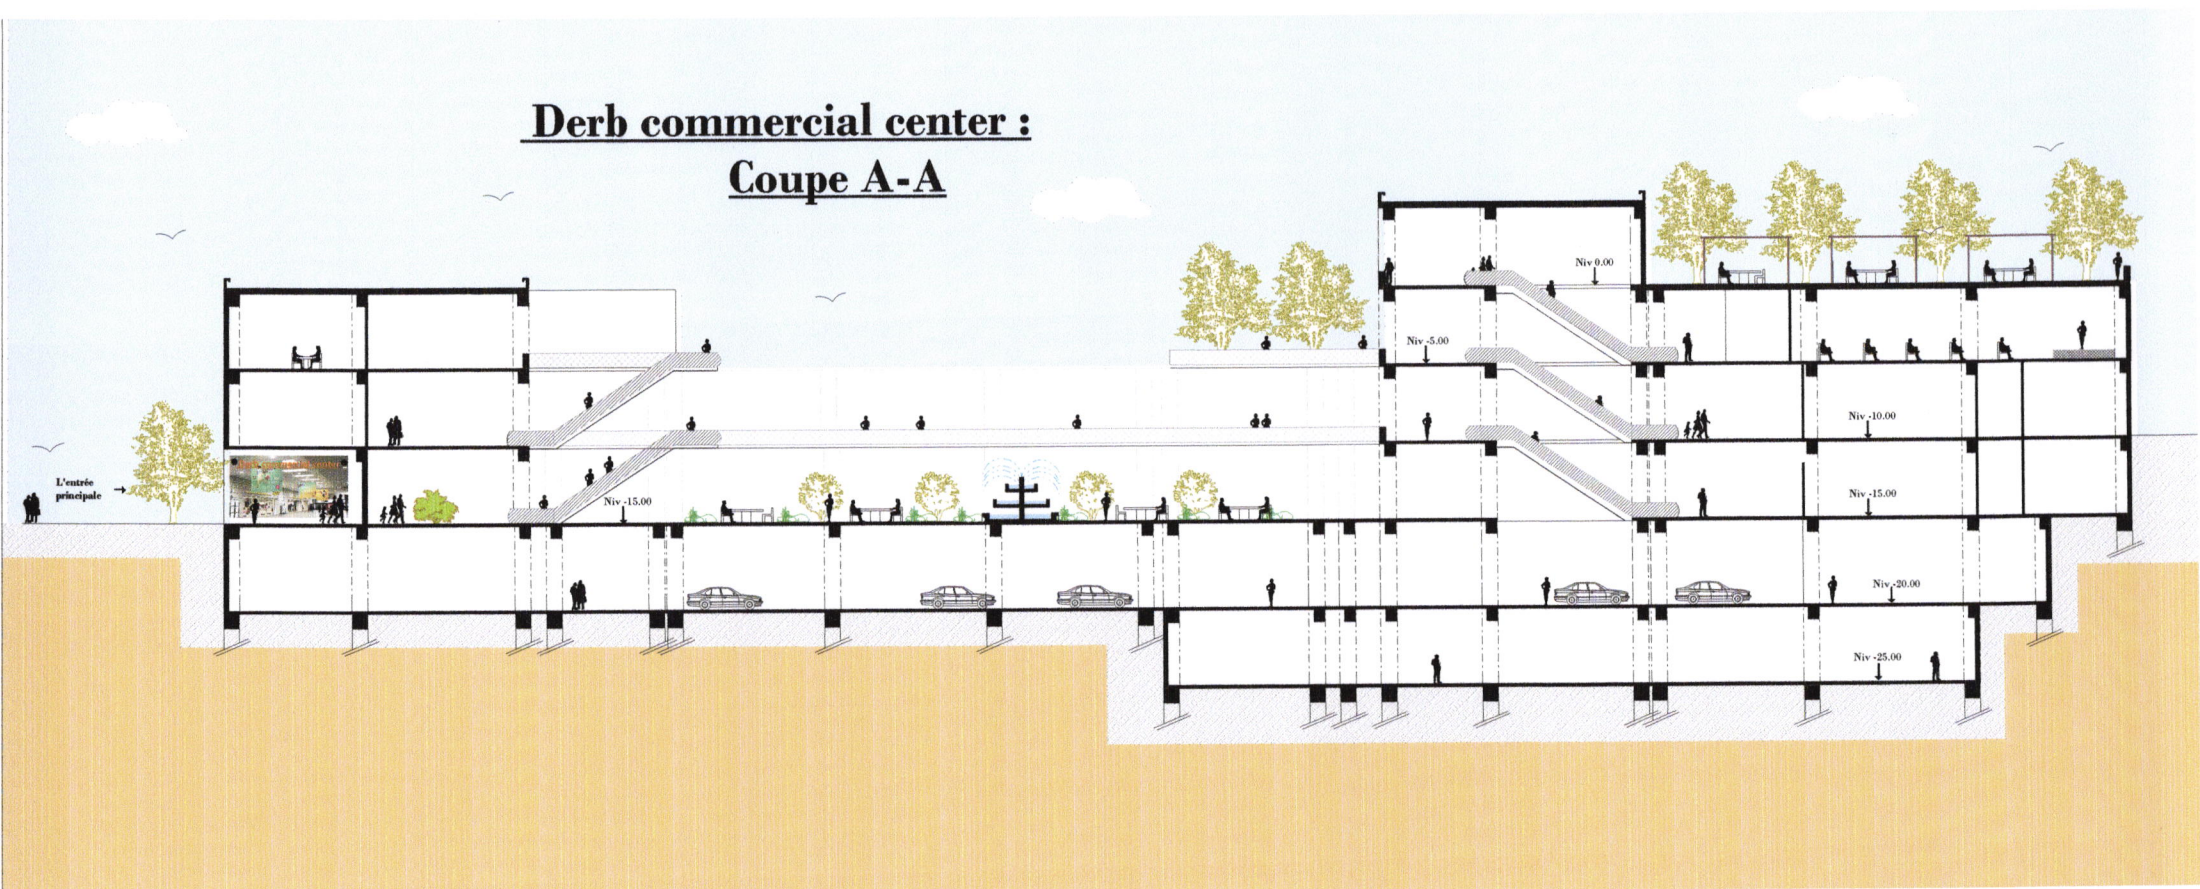 Derb commercial center :
Coupe A-A
Niv 0.00
Niv -5.00
Niv -10.00
L'entrée
principale
Niv -15.00
Niv -15.00
Niv -20.00
Niv -25.00